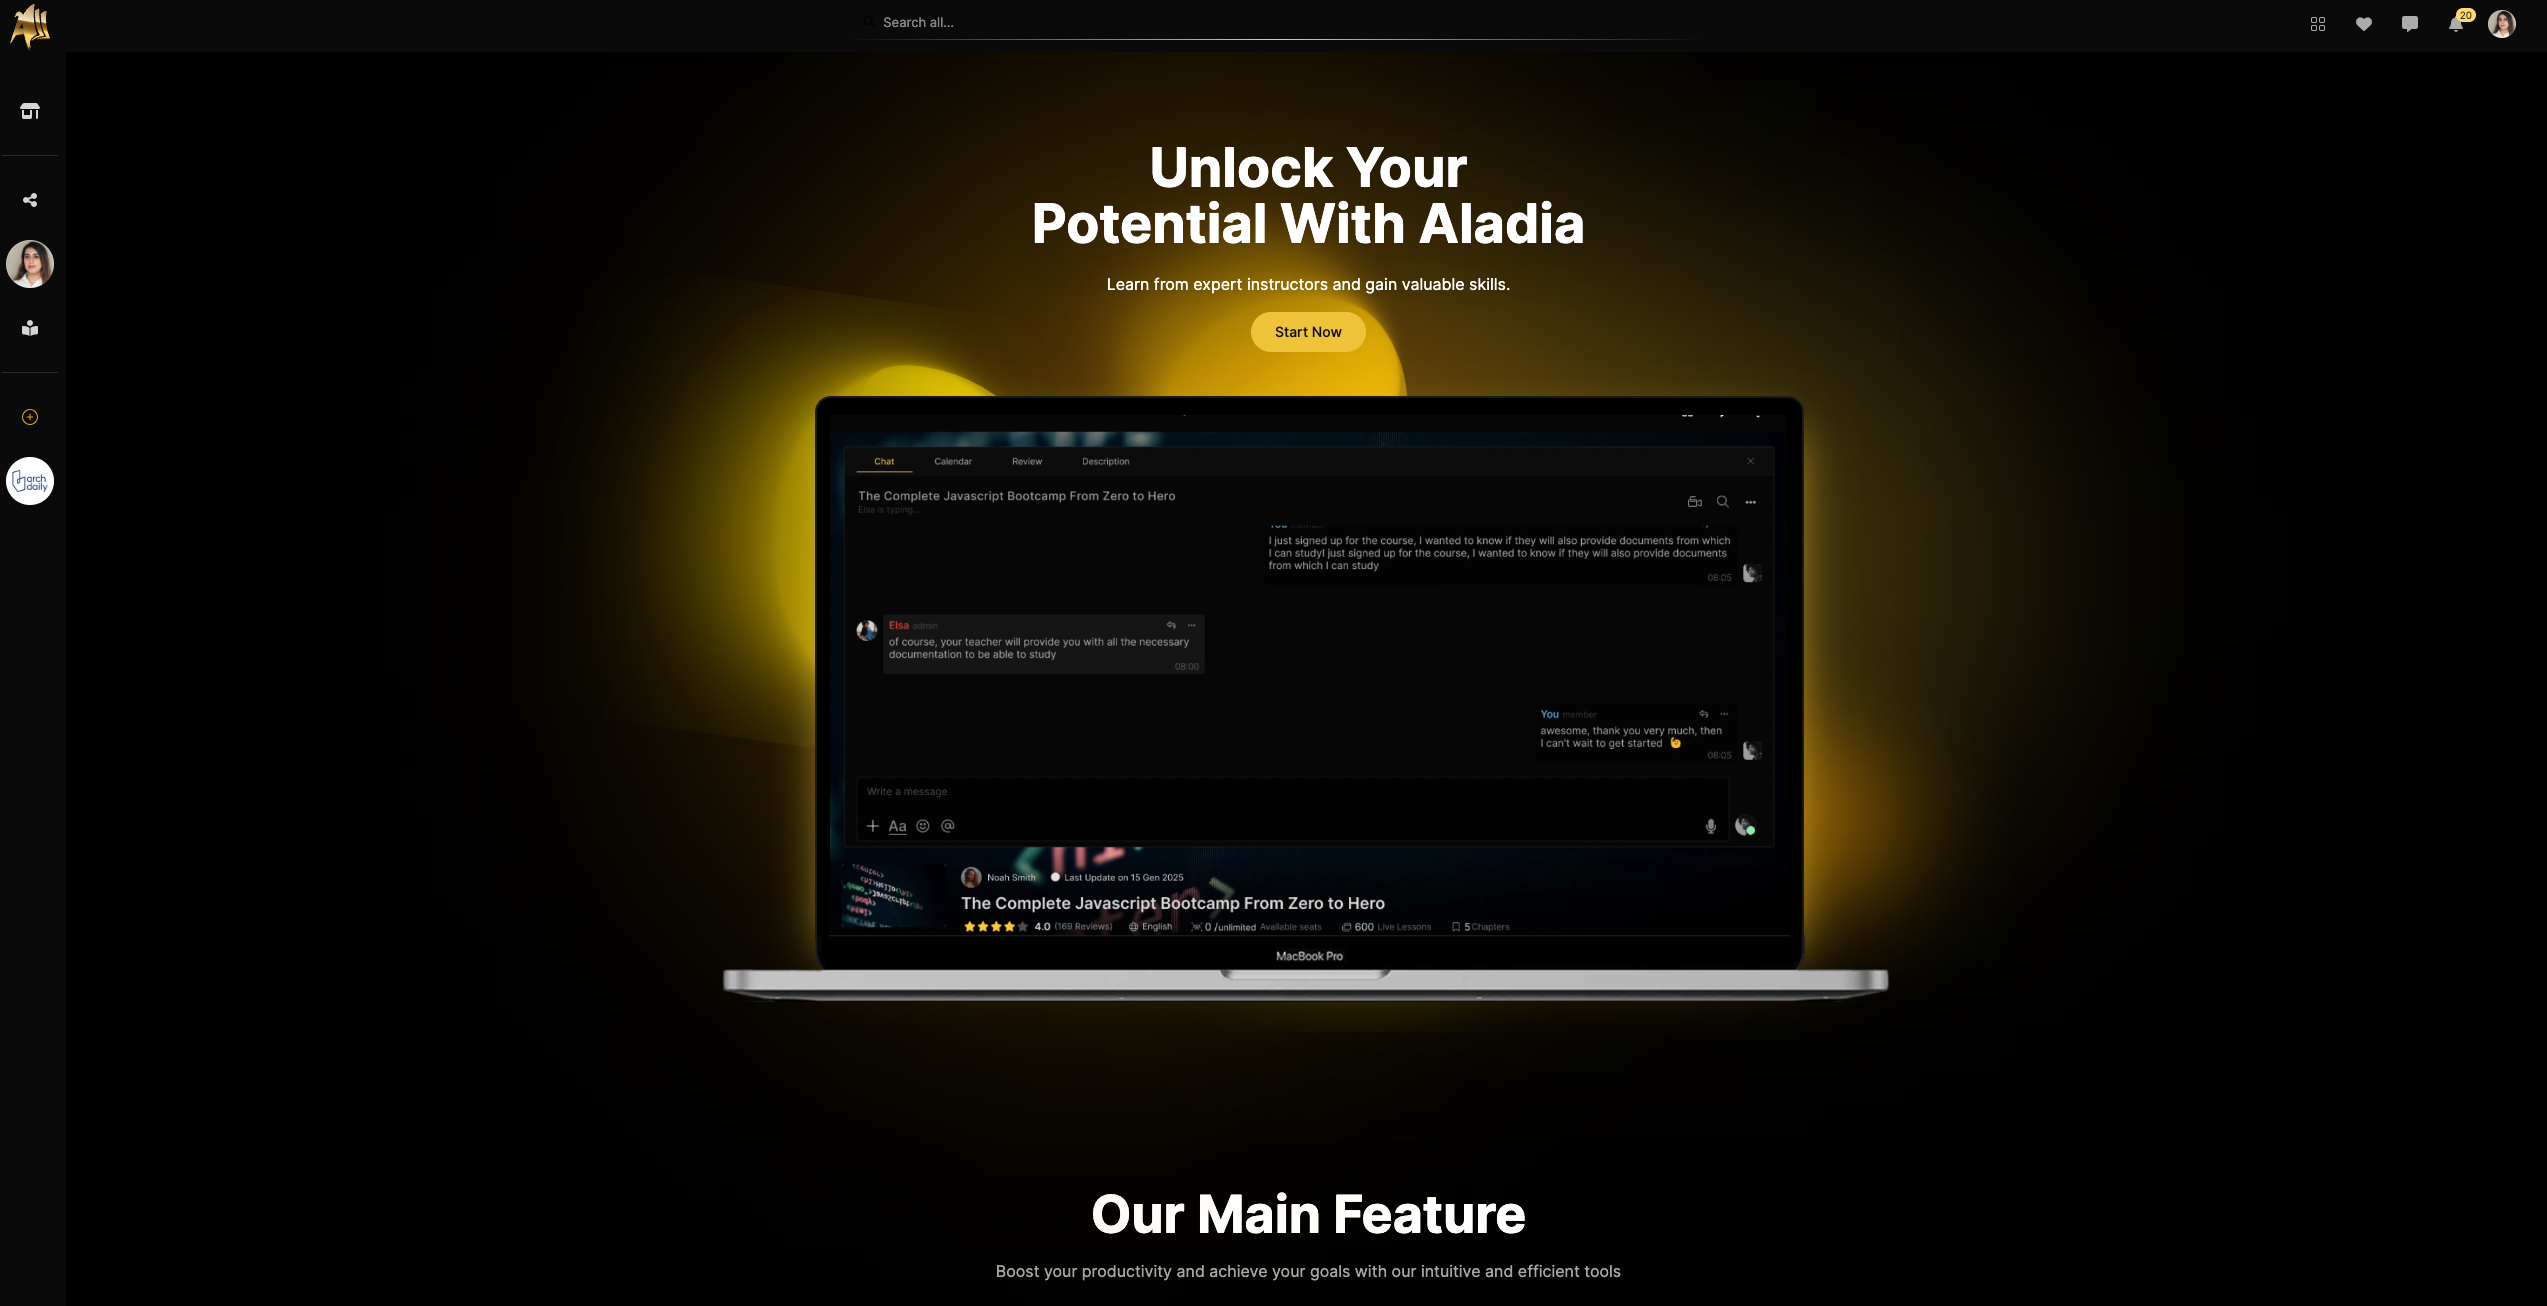 Search all...
20
Unlock Your
Potential With Aladia
Learn from expert instructors and gain valuable skills.
Start Now
arch
daily
Chat Calendar Review Description
The Complete Javascript Bootcamp From Zero to Hero
Elsa is typing...
You member
I just signed up for the course, I wanted to know if they will also provide documents from which
I can studyI just signed up for the course, I wanted to know if they will also provide documents
from which I can study
08:05
Elsa admin
of course, your teacher will provide you with all the necessary
documentation to be able to study
08:00
You member
awesome, thank you very much, then
I can't wait to get started
08:05
Write a message
Aa
Noah Smith Last Update on 15 Gen 2025
The Complete Javascript Bootcamp From Zero to Hero
4.0 (169 Reviews) English 0 /unlimited Available seats 600 Live Lessons 5 Chapters
MacBook Pro
Our Main Feature
Boost your productivity and achieve your goals with our intuitive and efficient tools